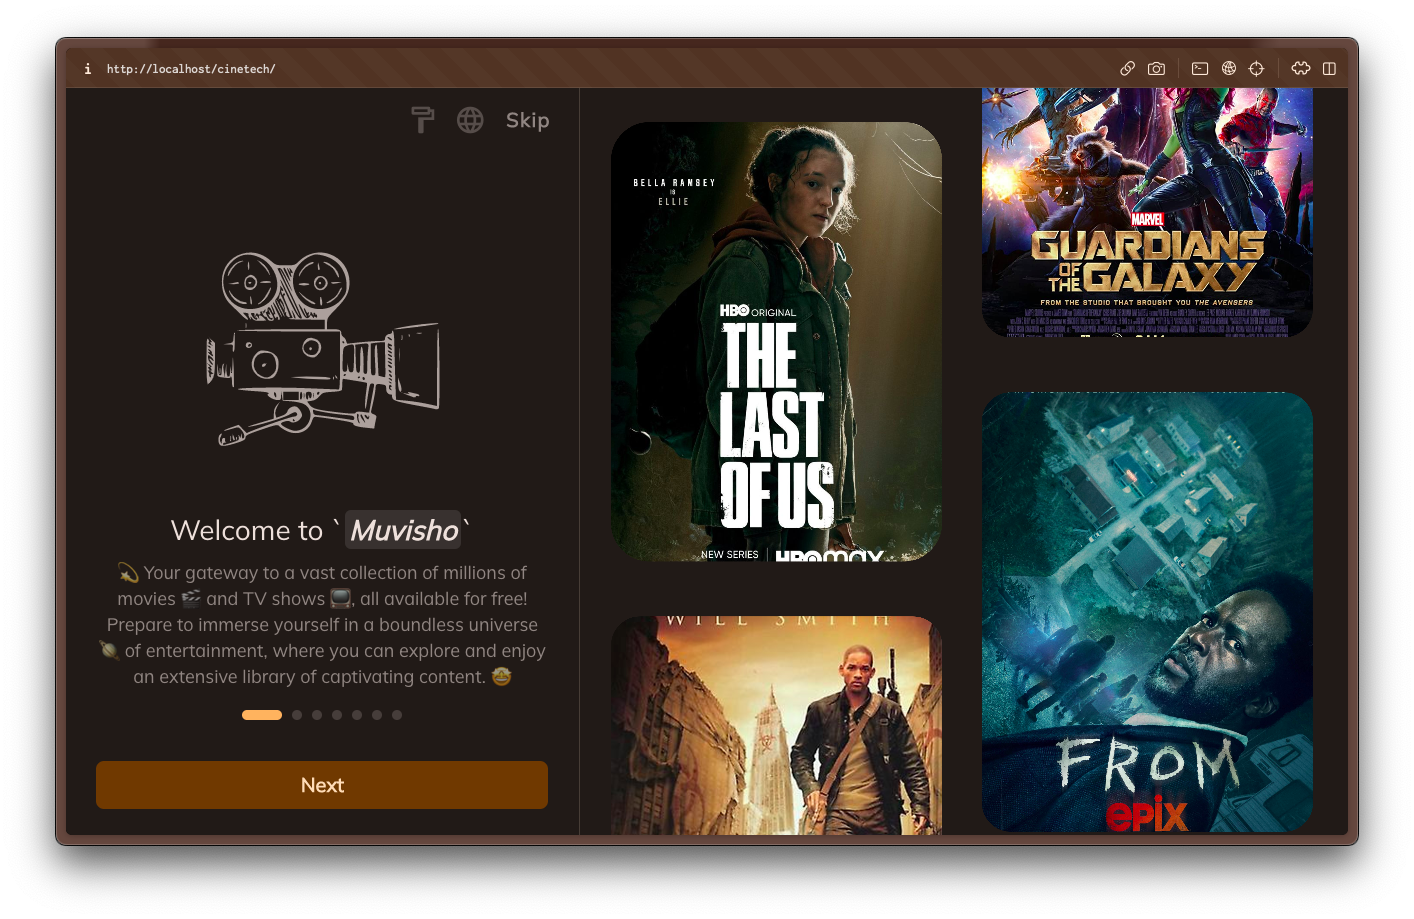 http://localhost/cinetech/
Skip
Welcome to `Muvisho`
💫 Your gateway to a vast collection of millions of
movies 🎬 and TV shows 📺, all available for free!
Prepare to immerse yourself in a boundless universe
🪐 of entertainment, where you can explore and enjoy
an extensive library of captivating content. 🤩
Next
BELLA RAMSEY
IS
ELLIE
HBO ORIGINAL
THE
LAST
OF US
NEW SERIES | HBO max
WILL SMITH
MARVEL
GUARDIANS
OF THE GALAXY
FROM THE STUDIO THAT BROUGHT YOU THE AVENGERS
FROM
epix